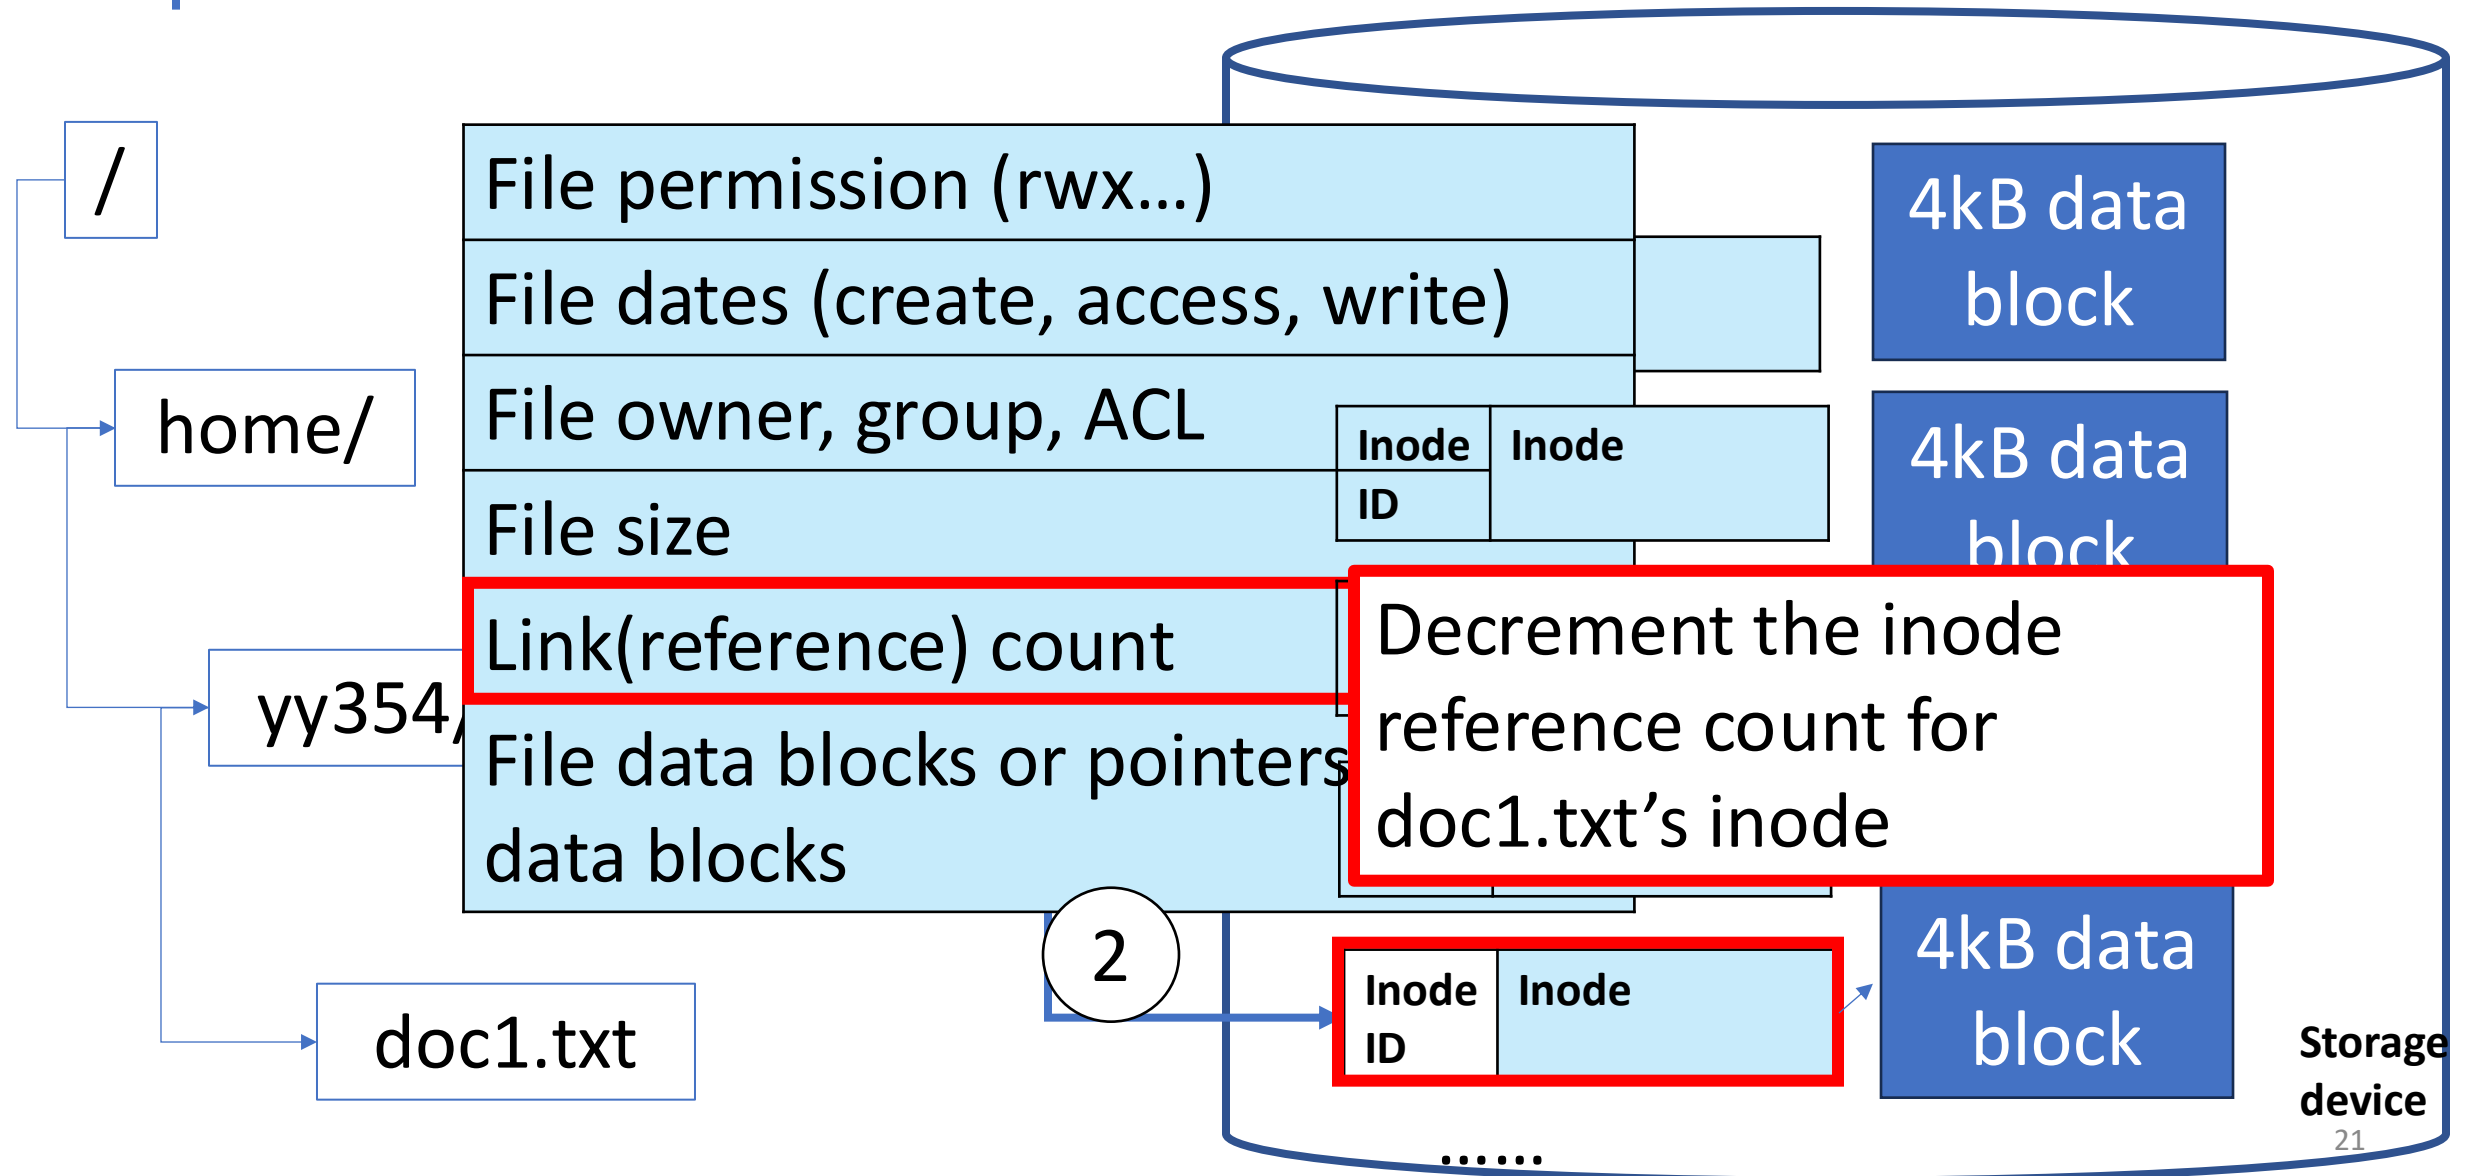 /
home/
yy354/
doc1.txt
File permission (rwx...)
File dates (create, access, write)
File owner, group, ACL
File size
Link(reference) count
File data blocks or pointers
data blocks
Inode
ID
Inode
Decrement the inode
reference count for
doc1.txt’s inode
2
Inode
ID
Inode
4kB data
block
4kB data
block
4kB data
block
Storage
device
......
21